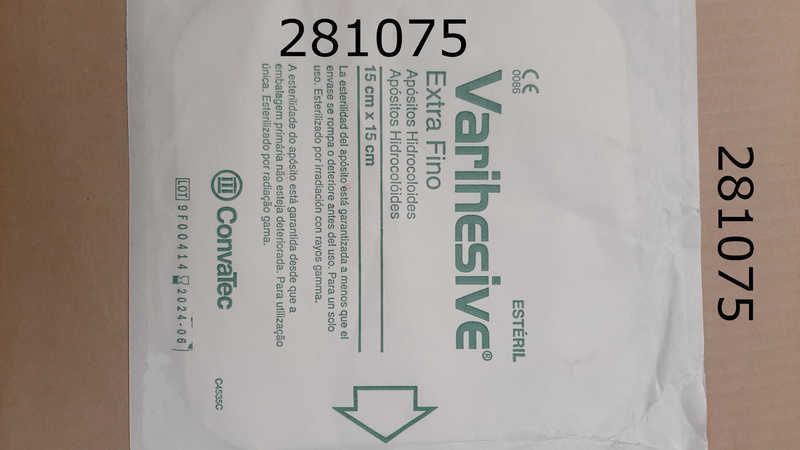 281075
281075
CE
0086
ESTÉRIL
Varihesive®
Extra Fino
Apósitos Hidrocoloides
Apósitos Hidrocolóides
15 cm x 15 cm
La esterilidad del apósito está garantizada a menos que el
envase se rompa o deteriore antes del uso. Para un solo
uso. Esterilizado por irradiación con rayos gamma.
A esterilidade do apósito está garantida desde que a
embalagem primária não esteja deteriorada. Para utilização
única. Esterilizado por radiação gama.
ConvaTec
LOT 9F00414 2024-06
C4535C